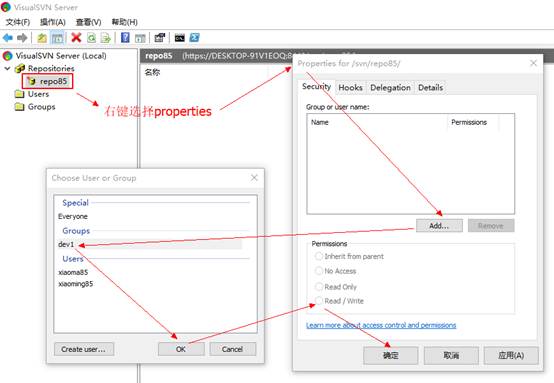 VisualSVN Server
文件(F) 操作(A) 查看(V) 帮助(H)
VisualSVN Server (Local)
Repositories
repo85
Users
Groups
repo85 (https://DESKTOP-91V1EOQ:
名称
右键选择properties
Properties for /svn/repo85/
Security Hooks Delegation Details
Group or user name:
Name Permissions
Add... Remove
Permissions
Inherit from parent
No Access
Read Only
Read / Write
Learn more about access control and permissions
确定 取消 应用(A)
Choose User or Group
Special
Everyone
Groups
dev1
Users
xiaoma85
xiaoming85
Create user... OK Cancel